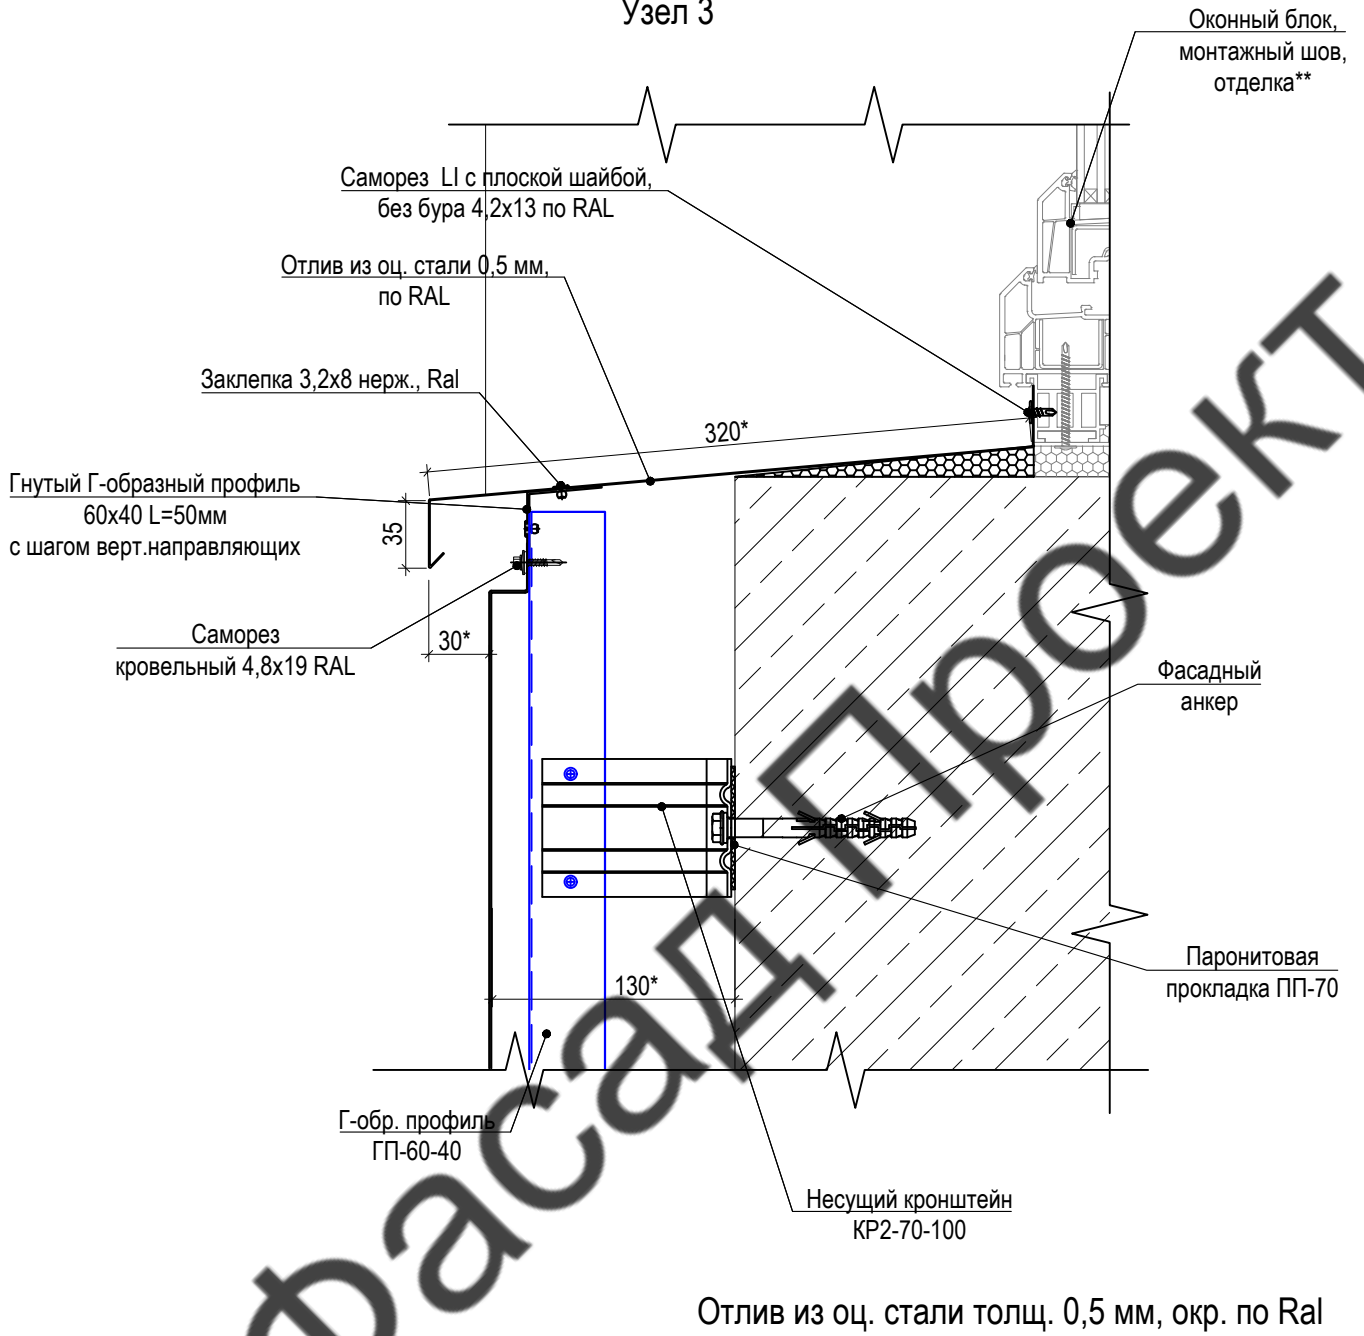 Узел 3
Оконный блок,
монтажный шов,
отделка**
Саморез LI с плоской шайбой,
без бура 4,2х13 по RAL
Отлив из оц. стали 0,5 мм,
по RAL
Заклепка 3,2х8 нерж., Ral
320*
Гнутый Г-образный профиль
60х40 L=50мм
с шагом верт.направляющих
35
Саморез
кровельный 4,8х19 RAL
30*
Фасадный
анкер
Паронитовая
прокладка ПП-70
130*
Г-обр. профиль
ГП-60-40
Несущий кронштейн
КР2-70-100
Отлив из оц. стали толщ. 0,5 мм, окр. по Ral
Фасад Проект